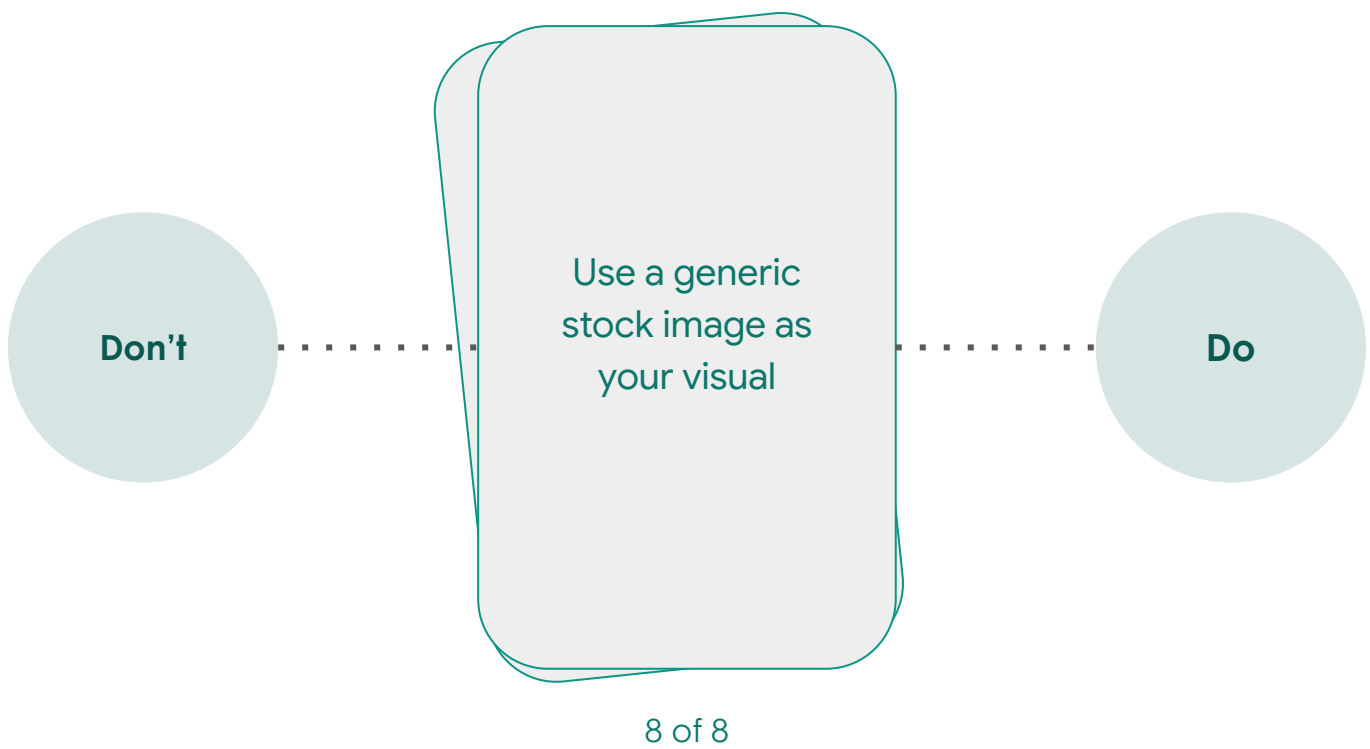 Don't
Use a generic
stock image as
your visual
Do
8 of 8